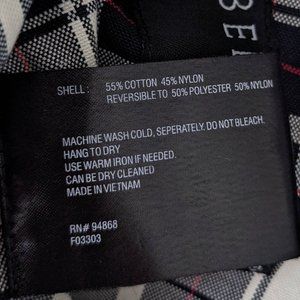 BEL
SHELL: 55% COTTON 45% NYLON
REVERSIBLE TO 50% POLYESTER 50% NYLON
MACHINE WASH COLD, SEPERATELY. DO NOT BLEACH.
HANG TO DRY
USE WARM IRON IF NEEDED.
CAN BE DRY CLEANED
MADE IN VIETNAM
RN# 94868
F03303